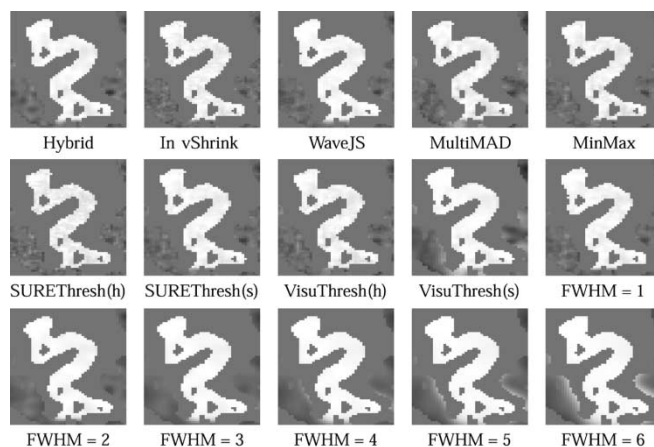 Hybrid In vShrink WaveJS MultiMAD MinMax
SUREThresh(h) SUREThresh(s) VisuThresh(h) VisuThresh(s) FWHM = 1
FWHM = 2 FWHM = 3 FWHM = 4 FWHM = 5 FWHM = 6